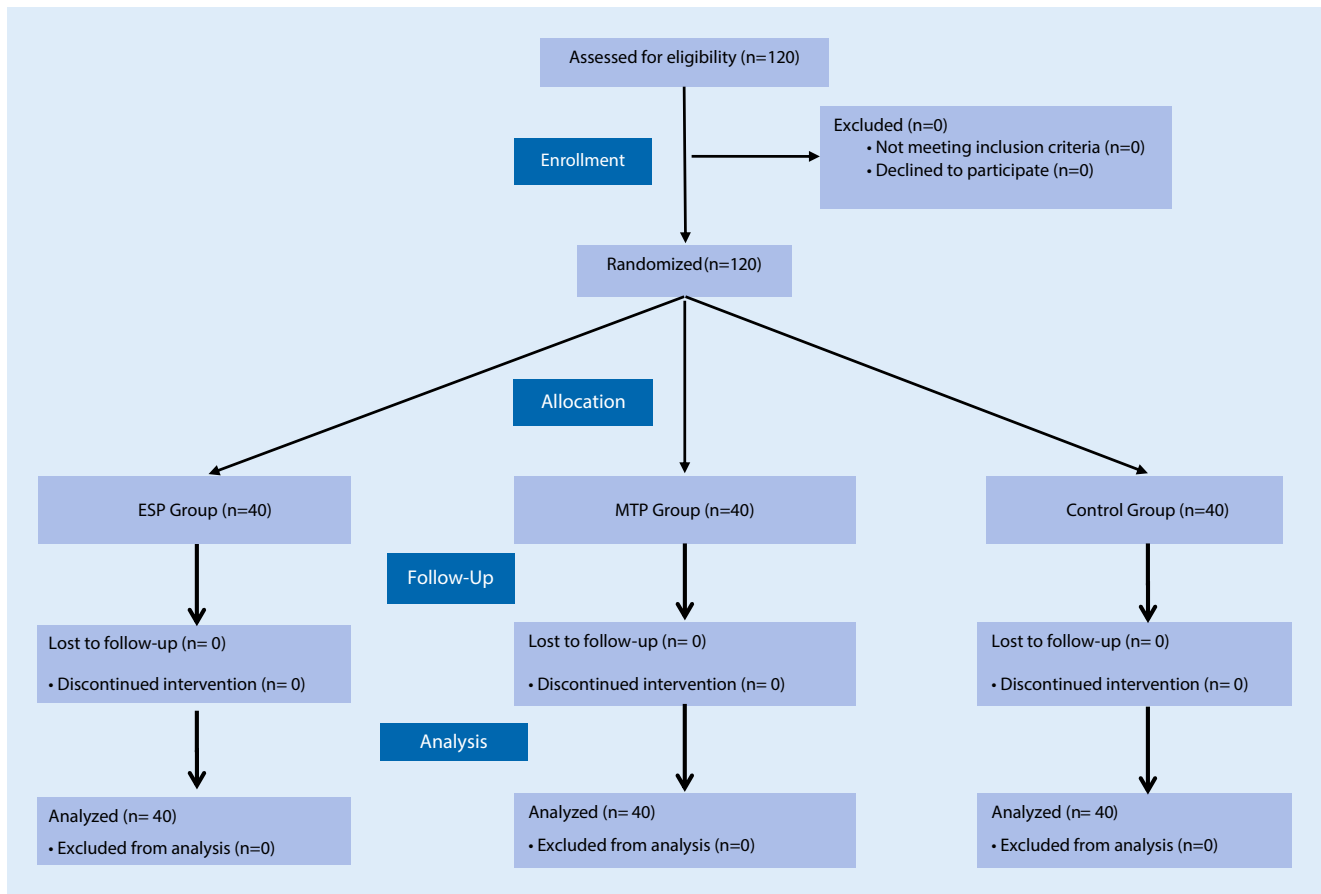 Assessed for eligibility (n=120)
Enrollment
Excluded (n=0)
• Not meeting inclusion criteria (n=0)
• Declined to participate (n=0)
Randomized (n=120)
Allocation
ESP Group (n=40)
MTP Group (n=40)
Control Group (n=40)
Follow-Up
Lost to follow-up (n= 0)
• Discontinued intervention (n= 0)
Lost to follow-up (n= 0)
• Discontinued intervention (n= 0)
Lost to follow-up (n= 0)
• Discontinued intervention (n= 0)
Analysis
Analyzed (n= 40)
• Excluded from analysis (n=0)
Analyzed (n= 40)
• Excluded from analysis (n=0)
Analyzed (n= 40)
• Excluded from analysis (n=0)